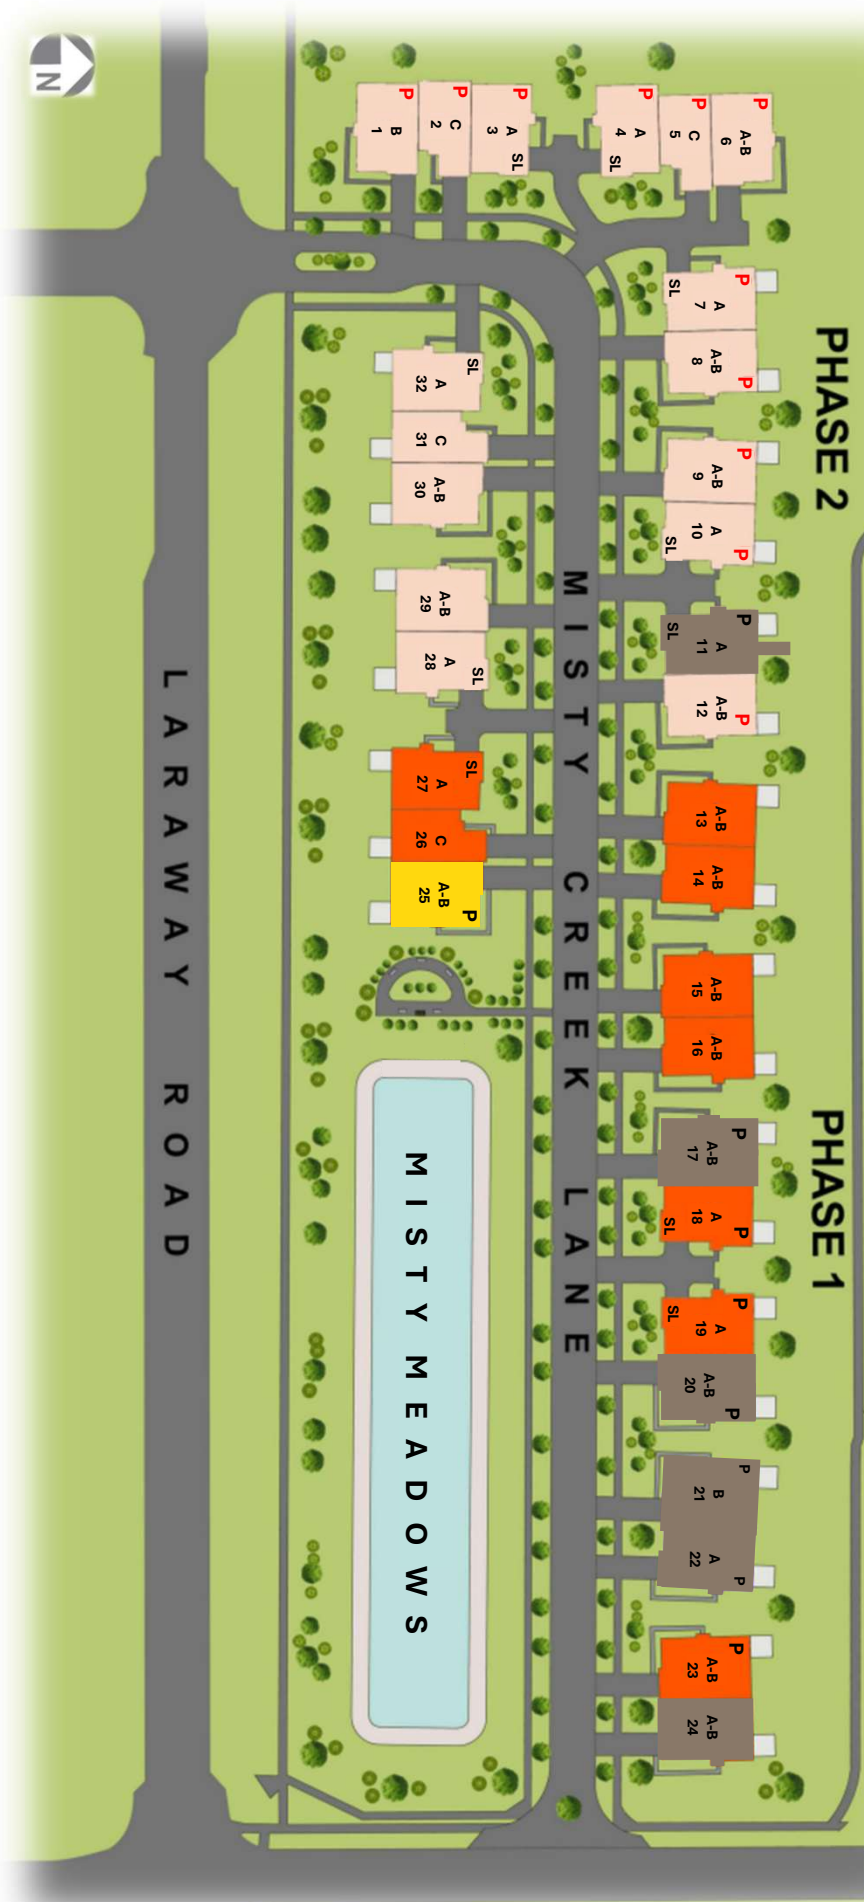 N
P
B
1
P
C
2
P
A
3
SL
P
A
4
SL
P
C
5
P
A-B
6
P
A
7
SL
A-B
8
P
P
A-B
9
A
10
SL
P
P
A
11
SL
A-B
12
P
A-B
13
A-B
14
A-B
15
A-B
16
P
A-B
17
A
18
SL
P
P
A
19
SL
A-B
20
P
P
B
21
A
22
P
P
A-B
23
A-B
24
SL
A
32
C
31
A-B
30
A-B
29
A
28
SL
SL
A
27
C
26
A-B
25
P
PHASE 2
PHASE 1
MISTY CREEK LANE
MISTY MEADOWS
LARAWAY ROAD